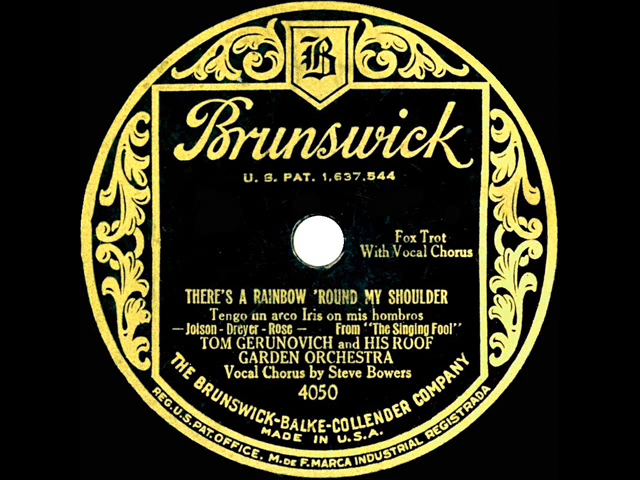 B
Brunswick
U. S. PAT. 1,637,544
Fox Trot
With Vocal Chorus
THERE'S A RAINBOW 'ROUND MY SHOULDER
Tengo un arco Iris on mis hombros
—Jolson - Dreyer - Rose — From "The Singing Fool"
TOM GERUNOVICH and HIS ROOF
GARDEN ORCHESTRA
Vocal Chorus by Steve Bowers
4050
THE BRUNSWICK-BALKE-COLLENDER COMPANY
MADE IN U.S.A.
REG. U.S. PAT. OFFICE. M. DE F. MARCA INDUSTRIAL REGISTRADA